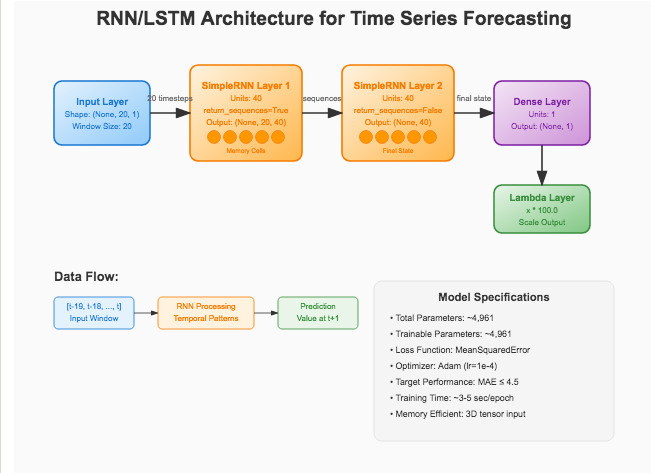 RNN/LSTM Architecture for Time Series Forecasting
Input Layer
Shape: (None, 20, 1)
Window Size: 20
20 timesteps
SimpleRNN Layer 1
Units: 40
return_sequences=True
Output: (None, 20, 40)
Memory Cells
sequences
SimpleRNN Layer 2
Units: 40
return_sequences=False
Output: (None, 40)
Final State
final state
Dense Layer
Units: 1
Output: (None, 1)
Lambda Layer
x * 100.0
Scale Output
Data Flow:
[t-19, t-18, ..., t]
Input Window
RNN Processing
Temporal Patterns
Prediction
Value at t+1
Model Specifications
• Total Parameters: ~4,961
• Trainable Parameters: ~4,961
• Loss Function: MeanSquaredError
• Optimizer: Adam (lr=1e-4)
• Target Performance: MAE ≤ 4.5
• Training Time: ~3-5 sec/epoch
• Memory Efficient: 3D tensor input